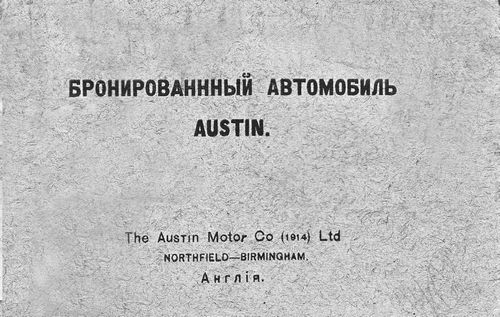 БРОНИРОВАНННЫЙ АВТОМОБИЛЬ
AUSTIN.
The Austin Motor Co (1914) Ltd
NORTHFIELD—BIRMINGHAM.
Англія.